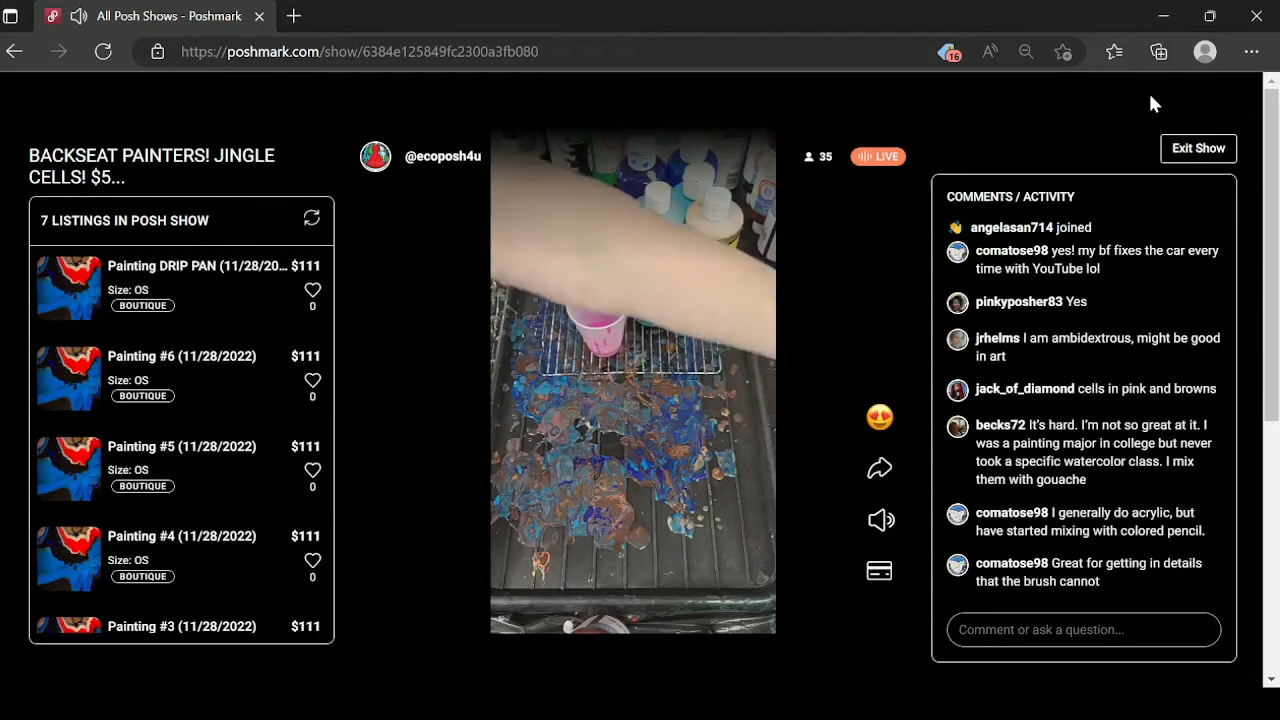 All Posh Shows - Poshmark
https://poshmark.com/show/6384e125849fc2300a3fb080
16
BACKSEAT PAINTERS! JINGLE
CELLS! $5...
@ecoposh4u
35
LIVE
Exit Show
7 LISTINGS IN POSH SHOW
Painting DRIP PAN (11/28/20... $111
Size: OS
BOUTIQUE
0
Painting #6 (11/28/2022) $111
Size: OS
BOUTIQUE
0
Painting #5 (11/28/2022) $111
Size: OS
BOUTIQUE
0
Painting #4 (11/28/2022) $111
Size: OS
BOUTIQUE
0
Painting #3 (11/28/2022) $111
COMMENTS / ACTIVITY
👋 angelasan714 joined
comatose98 yes! my bf fixes the car every
time with YouTube lol
pinkyposher83 Yes
jrhelms I am ambidextrous, might be good
in art
jack_of_diamond cells in pink and browns
becks72 It's hard. I'm not so great at it. I
was a painting major in college but never
took a specific watercolor class. I mix
them with gouache
comatose98 I generally do acrylic, but
have started mixing with colored pencil.
comatose98 Great for getting in details
that the brush cannot
Comment or ask a question...